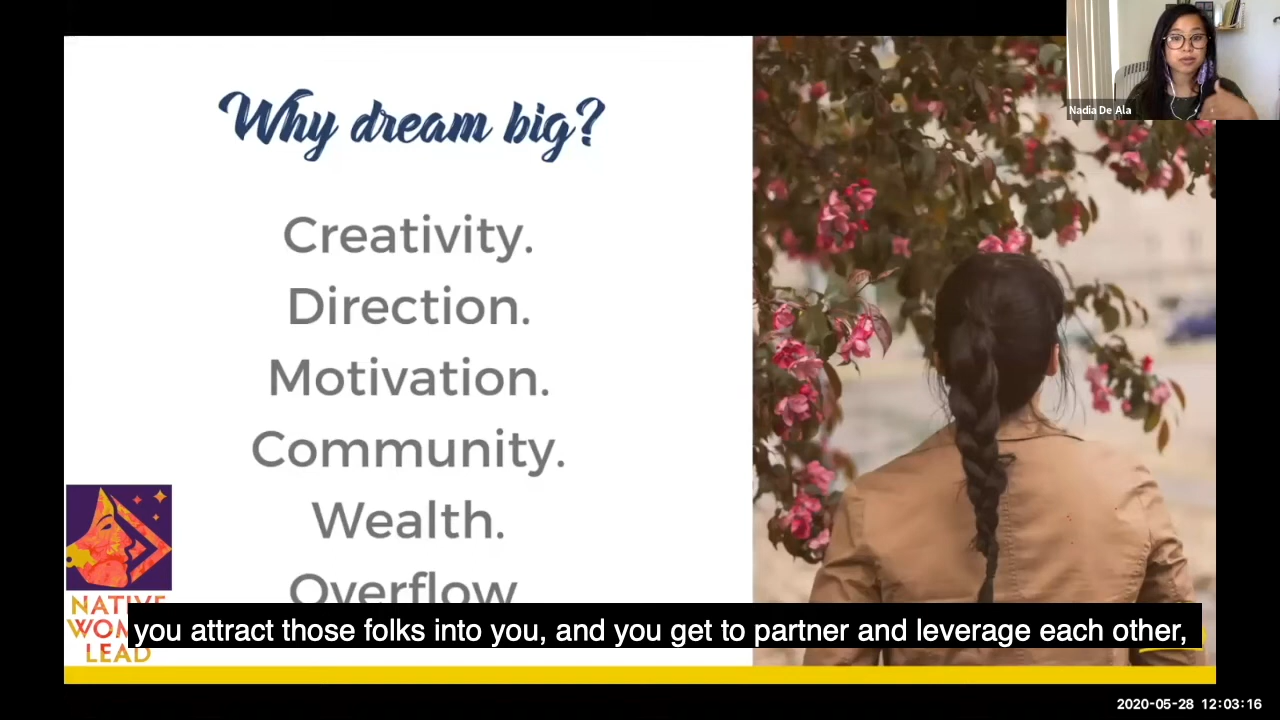 Nadia De Ala
Why dream big?
Creativity.
Direction.
Motivation.
Community.
Wealth.
Overflow
NATIVE
LEAD
you attract those folks into you, and you get to partner and leverage each other,
2020-05-28 12:03:16